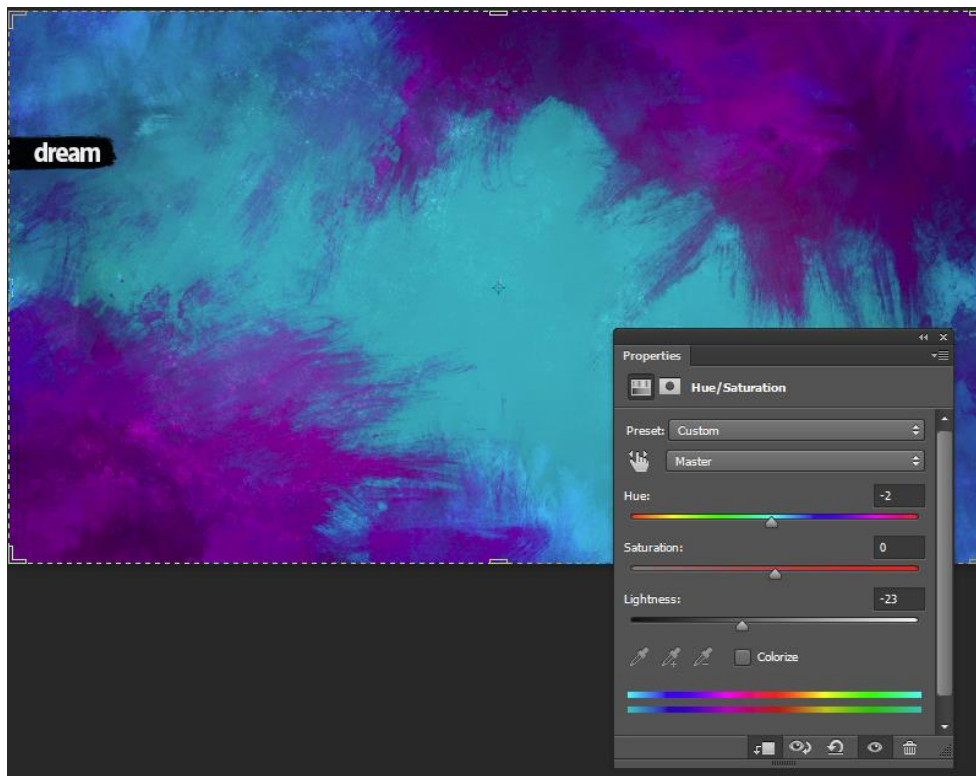 dream
Properties
Hue/Saturation
Preset: Custom
Master
Hue: -2
Saturation: 0
Lightness: -23
Colorize